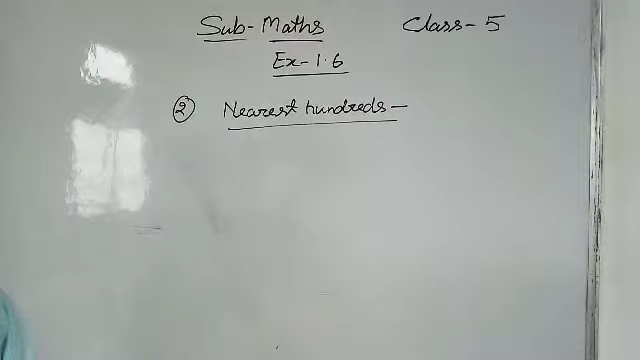 Sub- Maths Class- 5
Ex- 1.6
② Nearest hundreds —